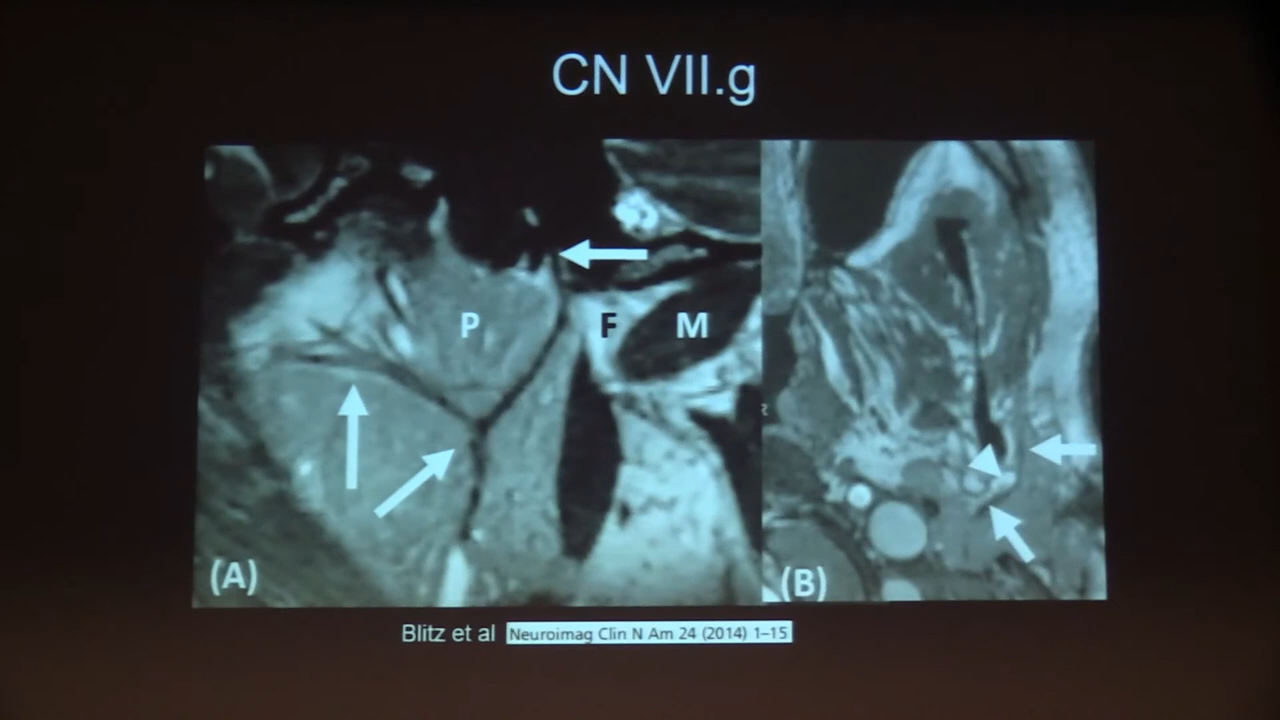 CN VII.g
P
F
M
R
(A)
(B)
Blitz et al Neuroimag Clin N Am 24 (2014) 1–15